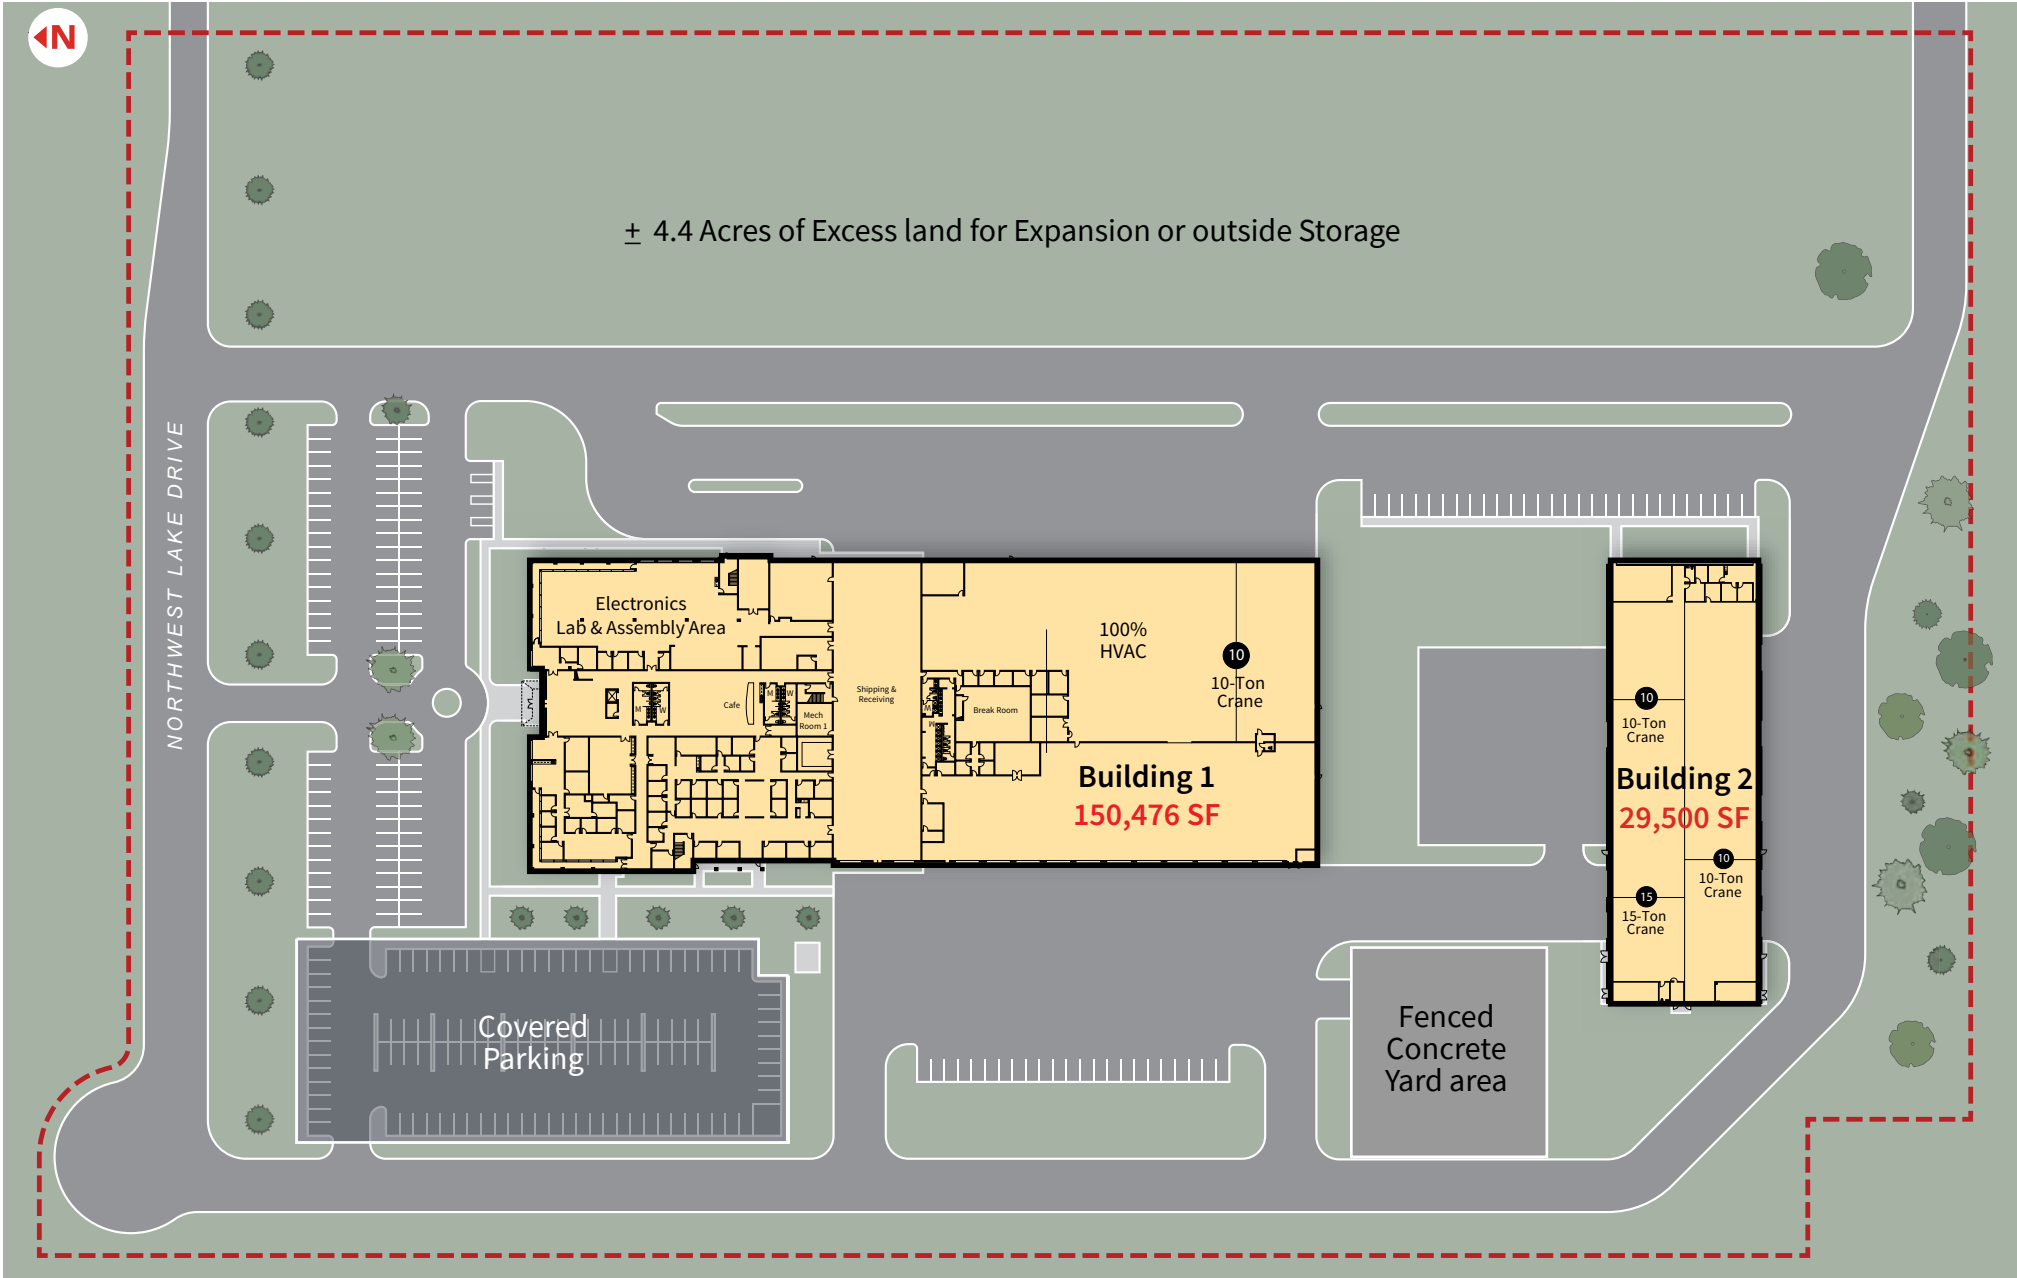 N
± 4.4 Acres of Excess land for Expansion or outside Storage
NORTHWEST LAKE DRIVE
Electronics
Lab & Assembly Area
100%
HVAC
10
10-Ton
Crane
Shipping &
Receiving
Cafe
M
W
M
W
Mech
Room 1
M
W
Break Room
Building 1
150,476 SF
10
10-Ton
Crane
Building 2
29,500 SF
10
10-Ton
Crane
15
15-Ton
Crane
Covered
Parking
Fenced
Concrete
Yard area